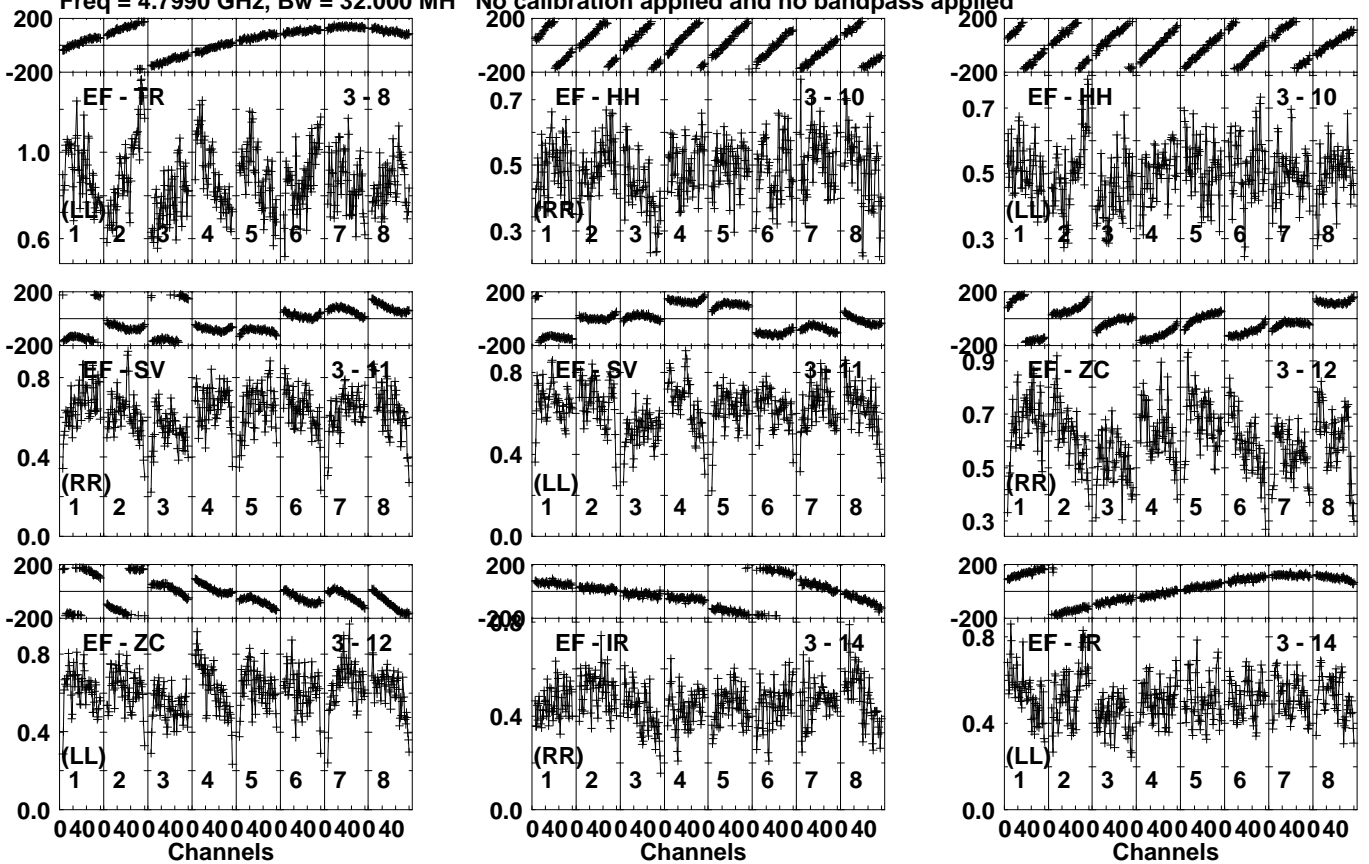 Freq = 4.7990 GHz, Bw = 32.000 MH No calibration applied and no bandpass applied
200
-200
EF - TR 3 - 8
1.0
0.6
(LL)
1 2 3 4 5 6 7 8
200
-200
EF - HH 3 - 10
0.7
0.5
0.3
(RR)
1 2 3 4 5 6 7 8
200
-200
EF - HH 3 - 10
0.7
0.5
0.3
(LL)
1 2 3 4 5 6 7 8
200
-200
EF - SV 3 - 11
0.8
0.4
0.0
(RR)
1 2 3 4 5 6 7 8
200
-200
EF - SV 3 - 11
0.8
0.4
0.0
(LL)
1 2 3 4 5 6 7 8
200
-200
EF - ZC 3 - 12
0.9
0.7
0.5
0.3
(RR)
1 2 3 4 5 6 7 8
200
-200
EF - ZC 3 - 12
0.8
0.4
0.0
(LL)
1 2 3 4 5 6 7 8
0 40 0 40 0 40 0 40 0 40 0 40 0 40 0 40
Channels
200
-200
EF - IR 3 - 14
0.8
0.4
0.0
(RR)
1 2 3 4 5 6 7 8
0 40 0 40 0 40 0 40 0 40 0 40 0 40 0 40
Channels
200
-200
EF - IR 3 - 14
0.8
0.4
0.0
(LL)
1 2 3 4 5 6 7 8
0 40 0 40 0 40 0 40 0 40 0 40 0 40 0 40
Channels